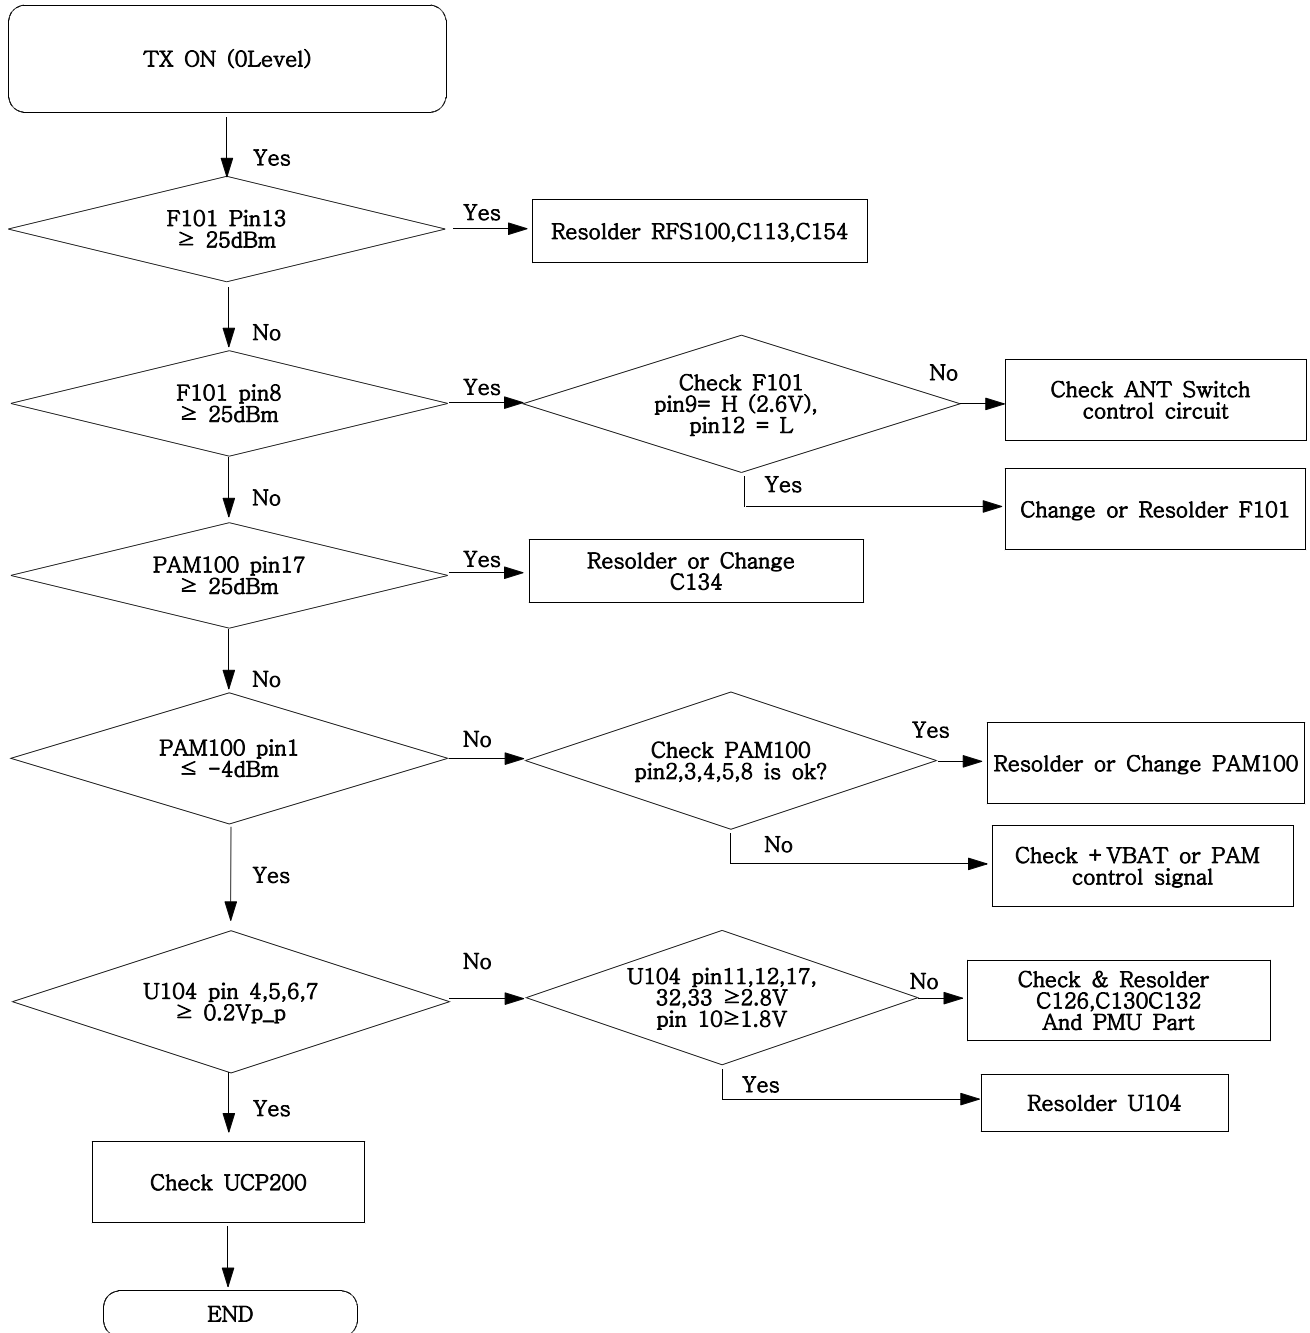 TX ON (0Level)
Yes
F101 Pin13
≥ 25dBm
Yes
Resolder RFS100,C113,C154
No
F101 pin8
≥ 25dBm
Yes
Check F101
pin9= H (2.6V),
pin12 = L
No
Check ANT Switch
control circuit
Yes
Change or Resolder F101
No
PAM100 pin17
≥ 25dBm
Yes
Resolder or Change
C134
No
PAM100 pin1
≤ -4dBm
No
Check PAM100
pin2,3,4,5,8 is ok?
Yes
Resolder or Change PAM100
No
Check +VBAT or PAM
control signal
Yes
U104 pin 4,5,6,7
≥ 0.2Vp_p
No
U104 pin11,12,17,
32,33 ≥2.8V
pin 10≥1.8V
No
Check & Resolder
C126,C130C132
And PMU Part
Yes
Resolder U104
Yes
Check UCP200
END